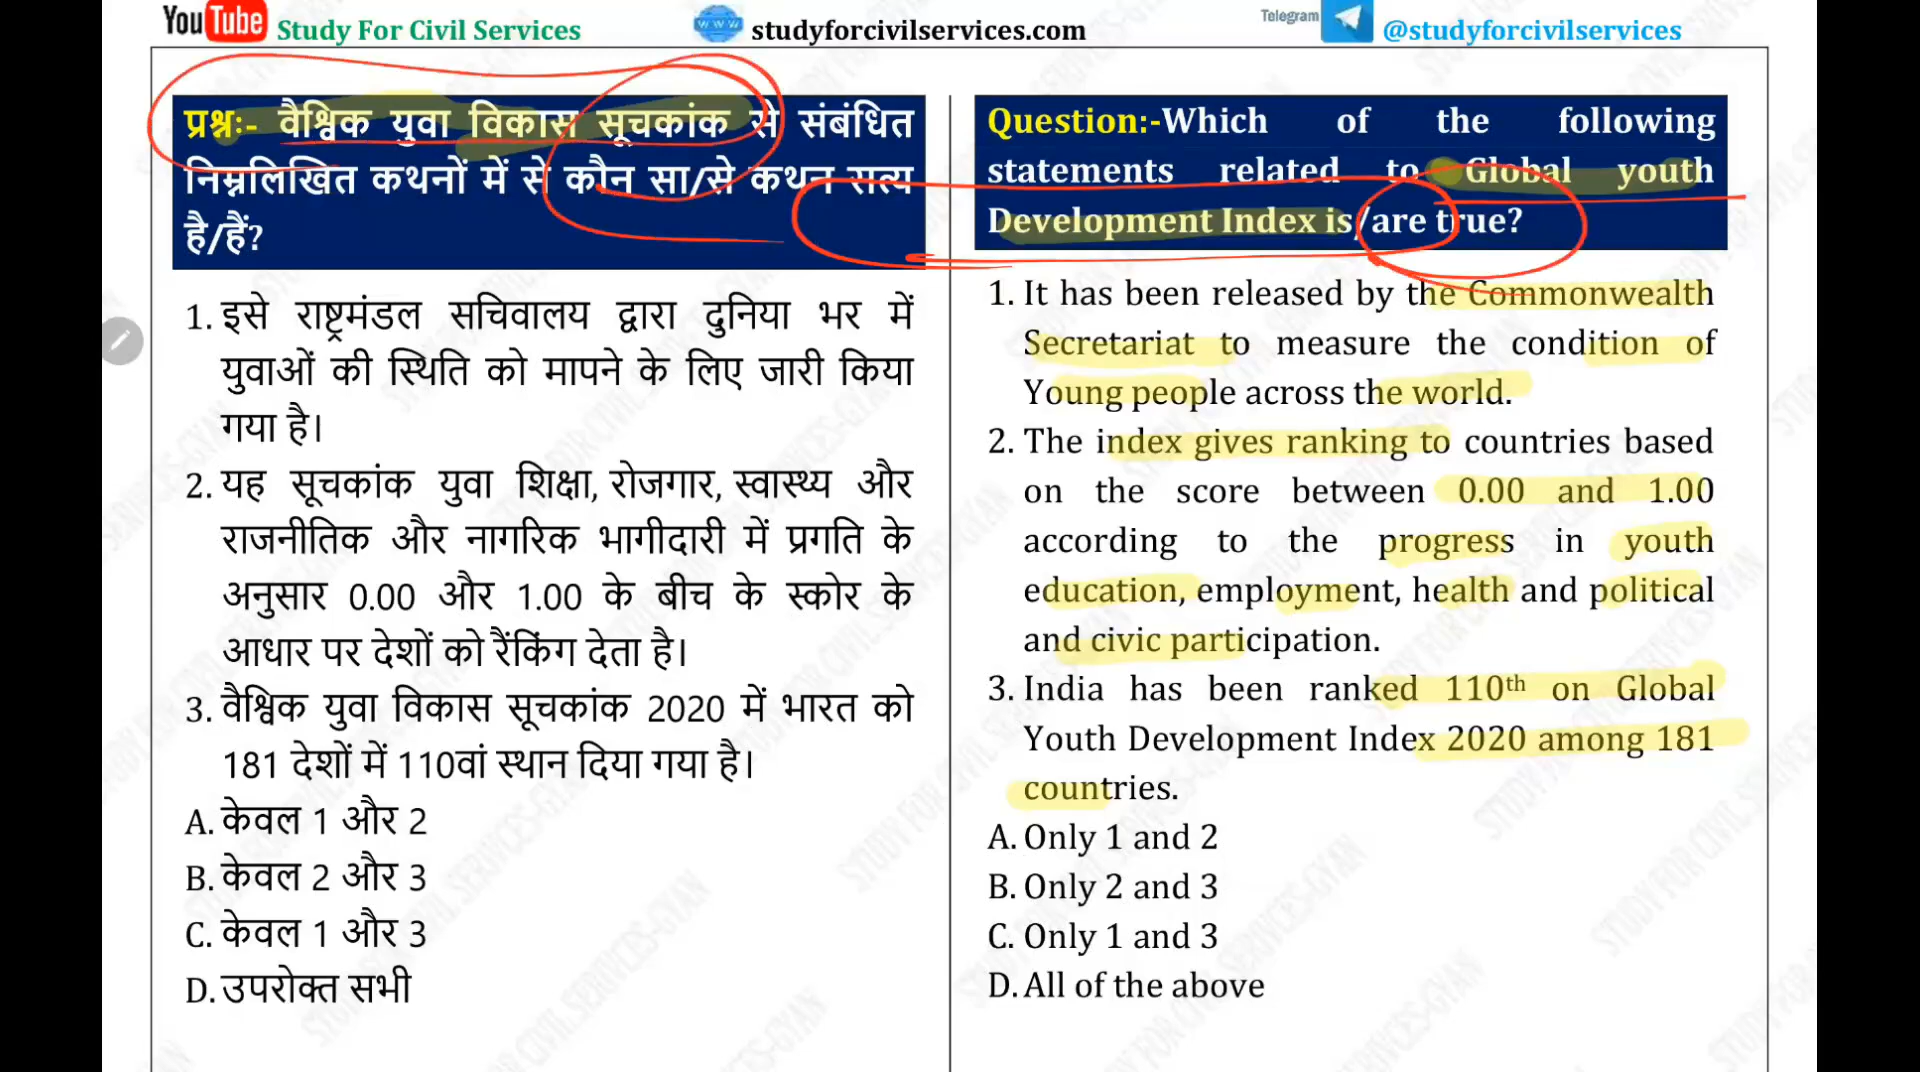 YouTube Study For Civil Services
www studyforcivilservices.com
Telegram @studyforcivilservices
प्रश्नः- वैश्विक युवा विकास सूचकांक से संबंधित
निम्नलिखित कथनों में से कौन सा/से कथन सत्य
है/हैं?
1. इसे राष्ट्रमंडल सचिवालय द्वारा दुनिया भर में
युवाओं की स्थिति को मापने के लिए जारी किया
गया है।
2. यह सूचकांक युवा शिक्षा, रोजगार, स्वास्थ्य और
राजनीतिक और नागरिक भागीदारी में प्रगति के
अनुसार 0.00 और 1.00 के बीच के स्कोर के
आधार पर देशों को रैंकिंग देता है।
3. वैश्विक युवा विकास सूचकांक 2020 में भारत को
181 देशों में 110वां स्थान दिया गया है।
A. केवल 1 और 2
B. केवल 2 और 3
C. केवल 1 और 3
D. उपरोक्त सभी
Question:-Which of the following
statements related to Global youth
Development Index is/are true?
1. It has been released by the Commonwealth
Secretariat to measure the condition of
Young people across the world.
2. The index gives ranking to countries based
on the score between 0.00 and 1.00
according to the progress in youth
education, employment, health and political
and civic participation.
3. India has been ranked 110th on Global
Youth Development Index 2020 among 181
countries.
A. Only 1 and 2
B. Only 2 and 3
C. Only 1 and 3
D. All of the above